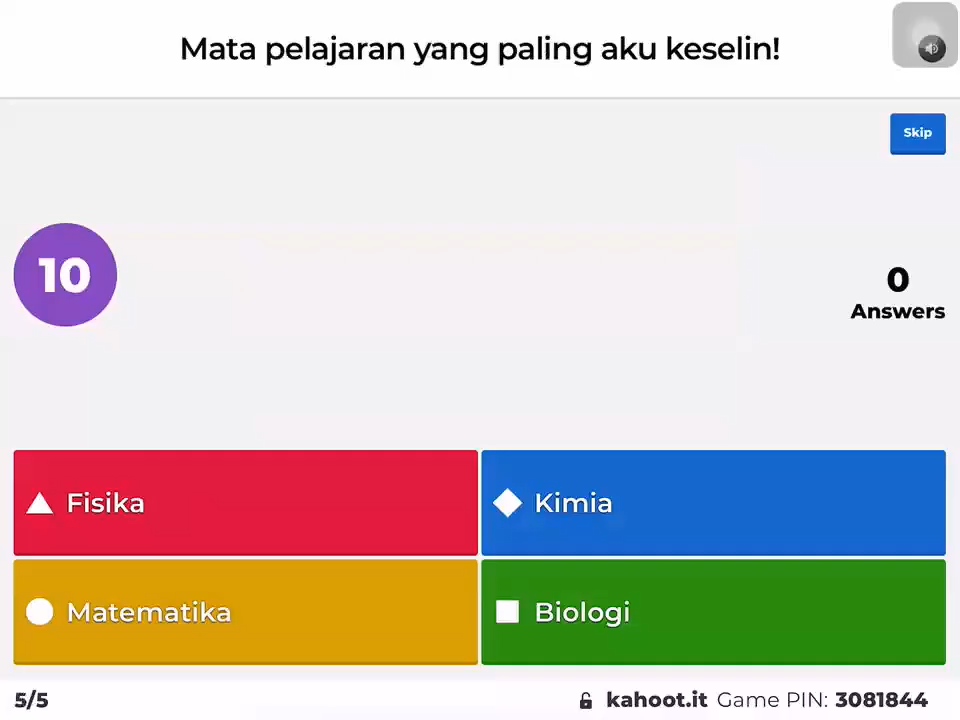 Mata pelajaran yang paling aku keselin!
Skip
10
0
Answers
Fisika
Kimia
Matematika
Biologi
5/5
kahoot.it Game PIN: 3081844